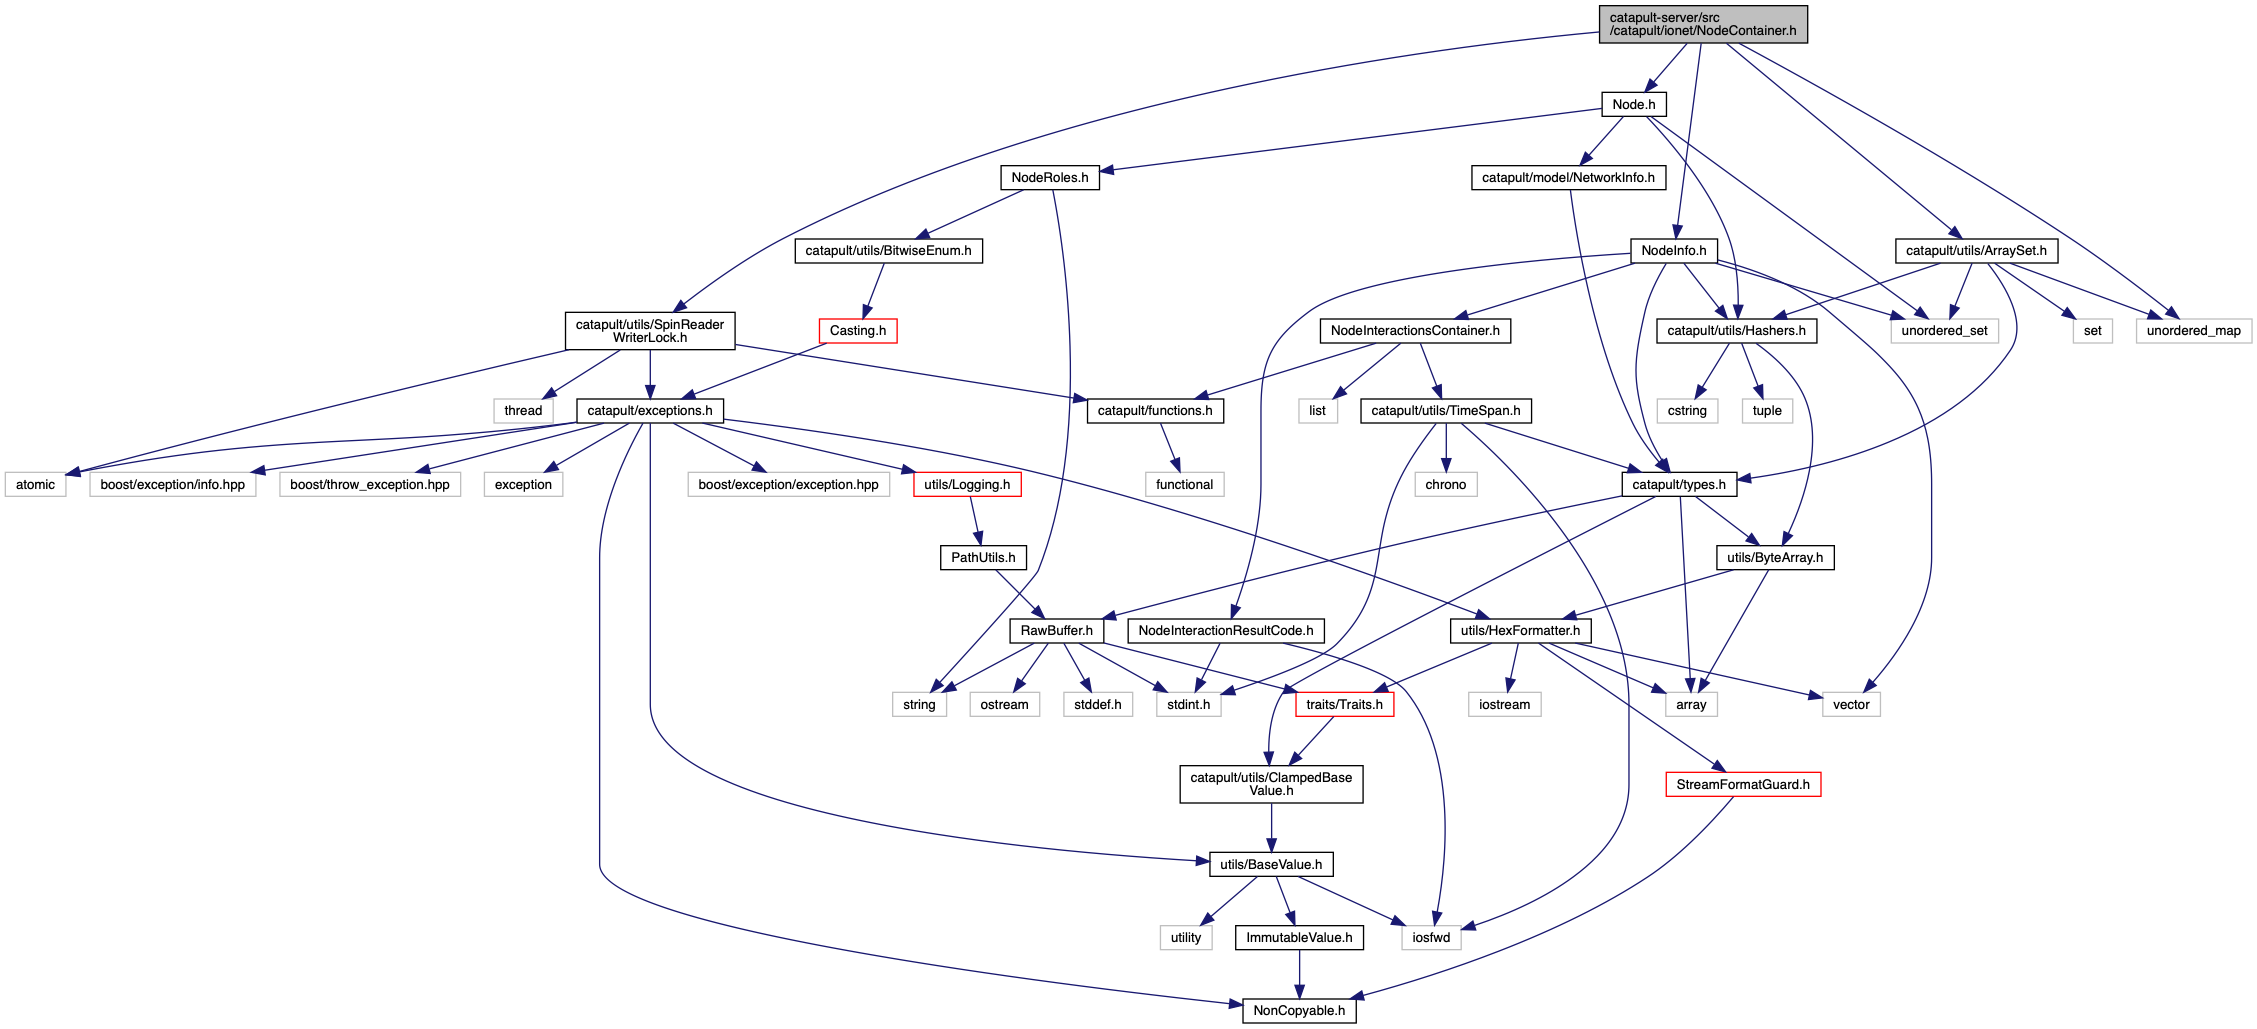 catapult-server/src
/catapult/ionet/NodeContainer.h
Node.h
NodeRoles.h
catapult/model/NetworkInfo.h
catapult/utils/BitwiseEnum.h
NodeInfo.h
catapult/utils/ArraySet.h
catapult/utils/SpinReader
WriterLock.h
Casting.h
NodeInteractionsContainer.h
catapult/utils/Hashers.h
unordered_set
set
unordered_map
thread
catapult/exceptions.h
catapult/functions.h
list
catapult/utils/TimeSpan.h
cstring
tuple
atomic
boost/exception/info.hpp
boost/throw_exception.hpp
exception
boost/exception/exception.hpp
utils/Logging.h
functional
chrono
catapult/types.h
PathUtils.h
utils/ByteArray.h
RawBuffer.h
NodeInteractionResultCode.h
utils/HexFormatter.h
string
ostream
stddef.h
stdint.h
traits/Traits.h
iostream
array
vector
catapult/utils/ClampedBase
Value.h
StreamFormatGuard.h
utils/BaseValue.h
utility
ImmutableValue.h
iosfwd
NonCopyable.h